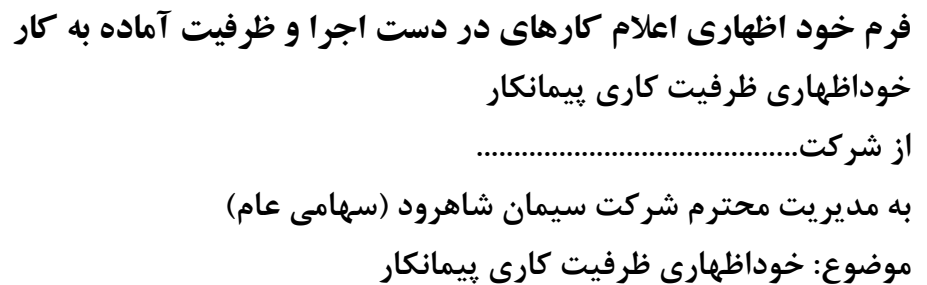 فرم خود اظهاری اعلام کارهای در دست اجرا و ظرفیت آماده به کار
خوداظهاری ظرفیت کاری پیمانکار
از شرکت...........................................
به مدیریت محترم شرکت سیمان شاهرود (سهامی عام)
موضوع: خوداظهاری ظرفیت کاری پیمانکار